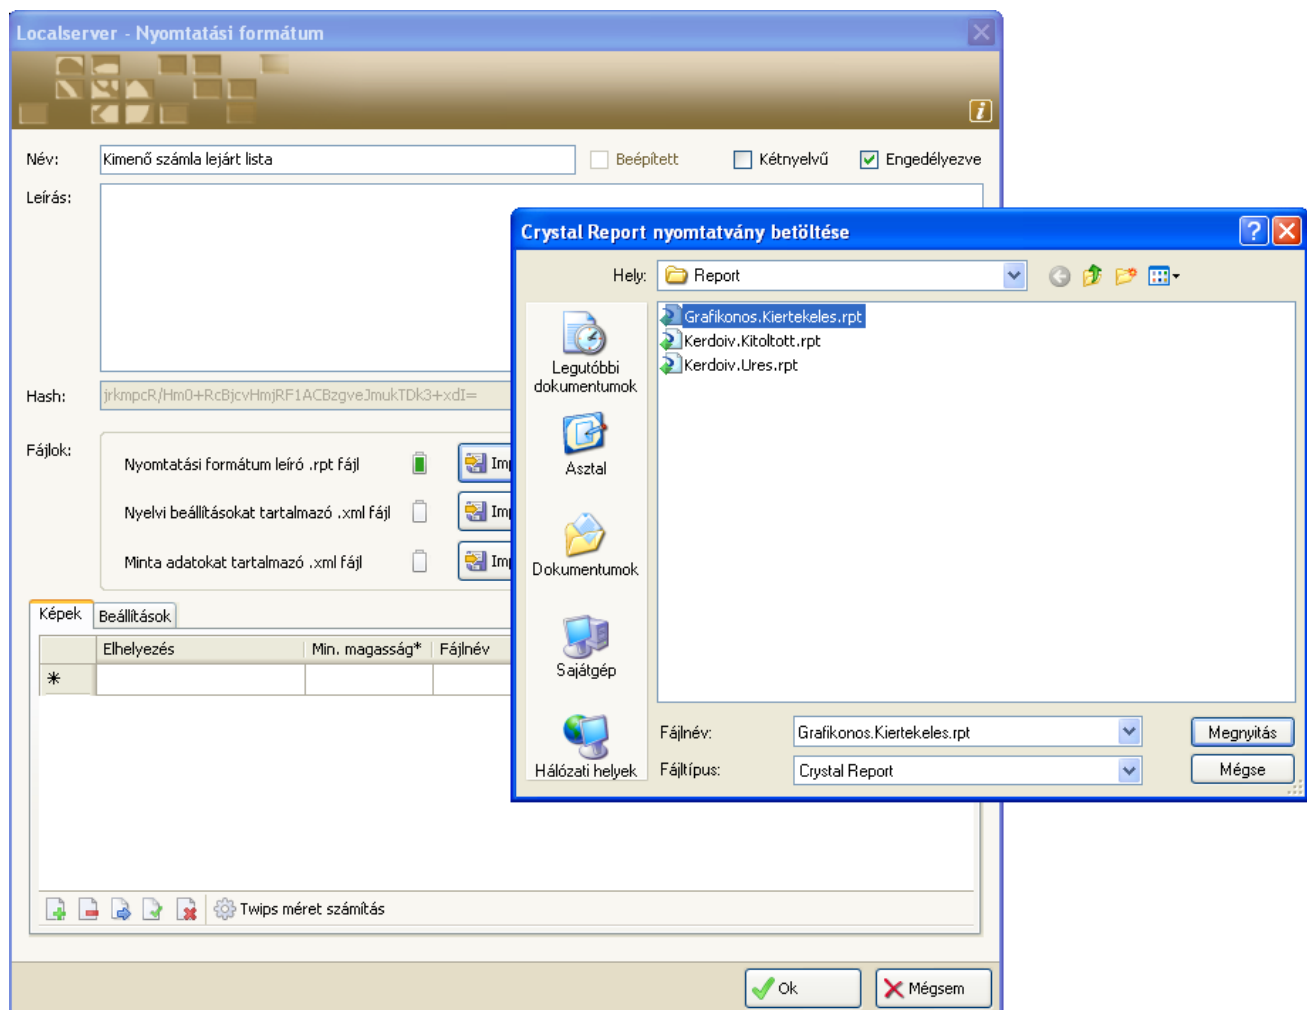 Localserver - Nyomtatási formátum
Név: Kimenő számla lejárt lista Beépített Kétnyelvű Engedélyezve
Leírás:
Hash: jrkmpcR/Hm0+RcBjcvHmjRF1ACBzgveJmukTDk3+xdI=
Fájlok:
Nyomtatási formátum leíró .rpt fájl
Nyelvi beállításokat tartalmazó .xml fájl
Minta adatokat tartalmazó .xml fájl
Képek Beállítások
Elhelyezés Min. magasság* Fájlnév
Twips méret számítás
Ok Mégsem
Crystal Report nyomtatvány betöltése
Hely: Report
Grafikonos.Kiertekeles.rpt
Kerdoiv.Kitoltott.rpt
Kerdoiv.Ures.rpt
Legutóbbi
dokumentumok
Asztal
Dokumentumok
Sajátgép
Hálózati helyek
Fájlnév: Grafikonos.Kiertekeles.rpt Megnyitás
Fájltípus: Crystal Report Mégse